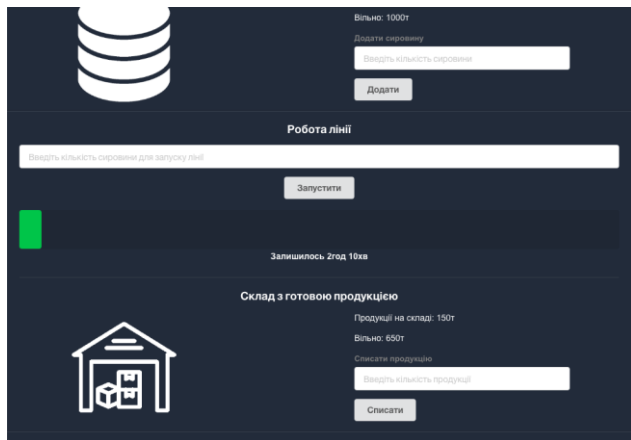 Вільно: 1000т
Додати сировину
Введіть кількість сировини
Додати
Робота лінії
Введіть кількість сировини для запуску лінії
Запустити
Залишилось 2год 10хв
Склад з готовою продукцією
Продукції на складі: 150т
Вільно: 650т
Списати продукцію
Введіть кількість продукції
Списати